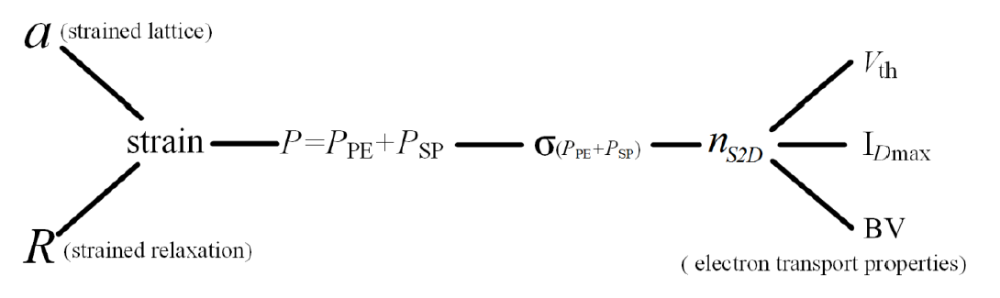 a (strained lattice)
V_th
strain P=P_PE+P_SP σ(P_PE+P_SP) n_S2D I_Dmax
R (strained relaxation)
BV
( electron transport properties)